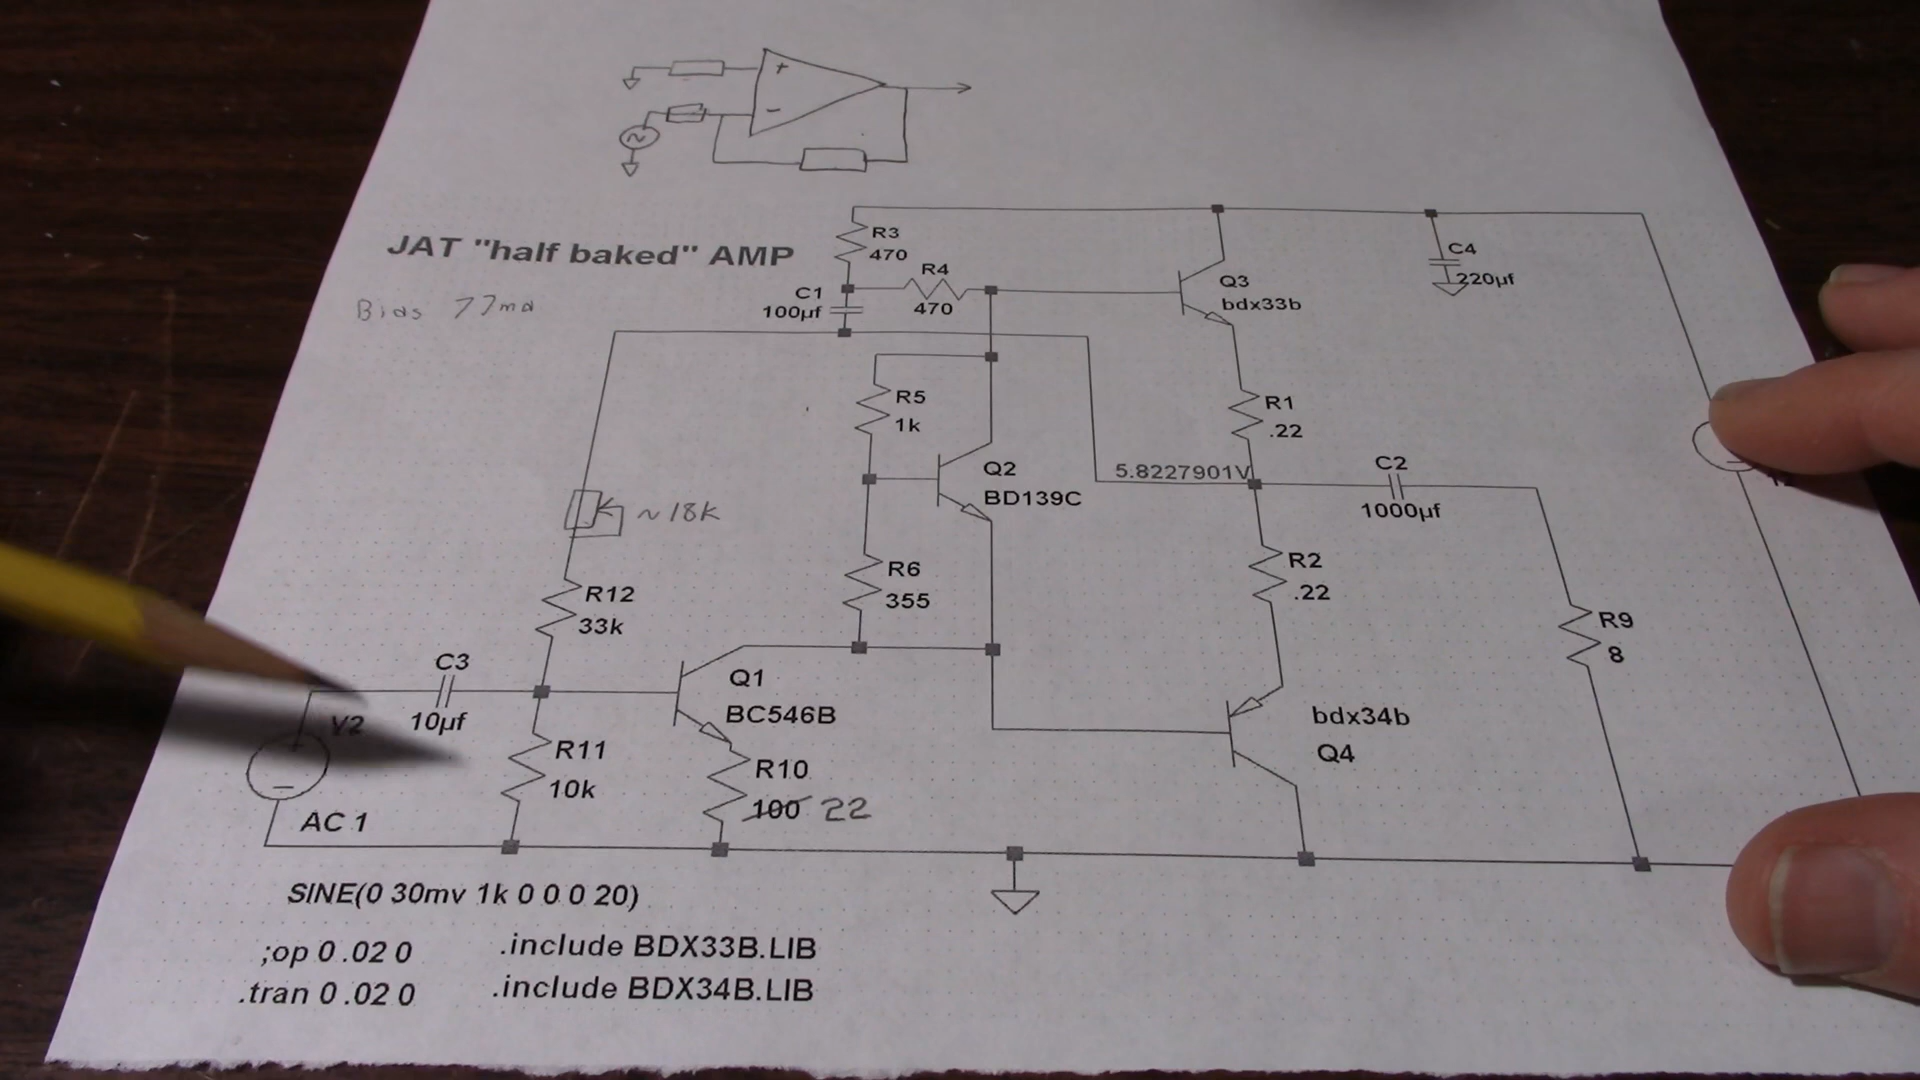 +
-
~
JAT "half baked" AMP
Bias 77ma
R3
470
R4
470
C1
100µf
Q3
bdx33b
C4
220µf
R5
1k
R1
.22
Q2
BD139C
5.8227901V
C2
1000µf
~18K
R12
33k
R6
355
R2
.22
R9
8
C3
10µf
V2
Q1
BC546B
bdx34b
Q4
R11
10k
R10
100 22
AC 1
SINE(0 30mv 1k 0 0 0 20)
;op 0 .02 0
.include BDX33B.LIB
.tran 0 .02 0
.include BDX34B.LIB